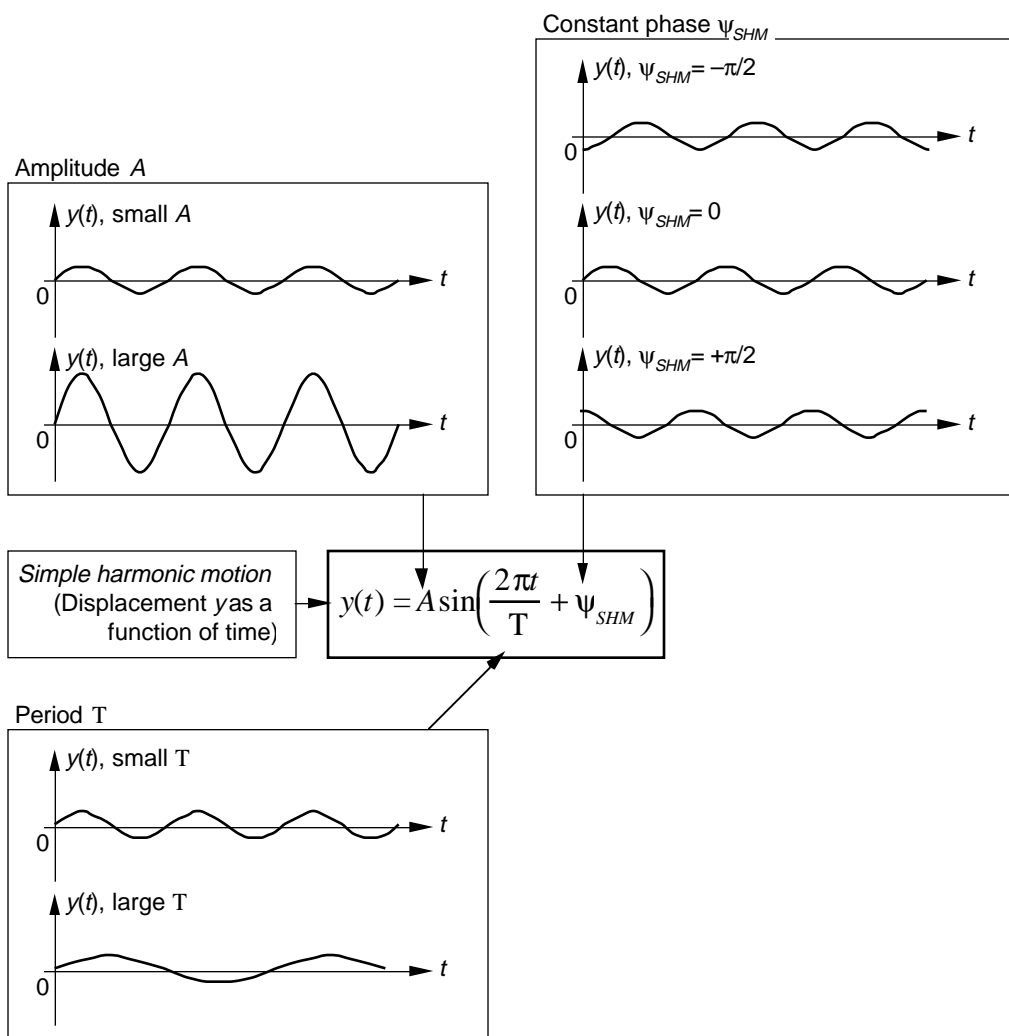 Constant phase ψSHM
y(t), ψSHM= –π/2
t
0
y(t), ψSHM= 0
t
0
y(t), ψSHM= +π/2
t
0
Amplitude A
y(t), small A
t
0
y(t), large A
t
0
Simple harmonic motion
(Displacement y as a
function of time)
y(t) = A sin(2πt/T + ψSHM)
Period T
y(t), small T
t
0
y(t), large T
t
0